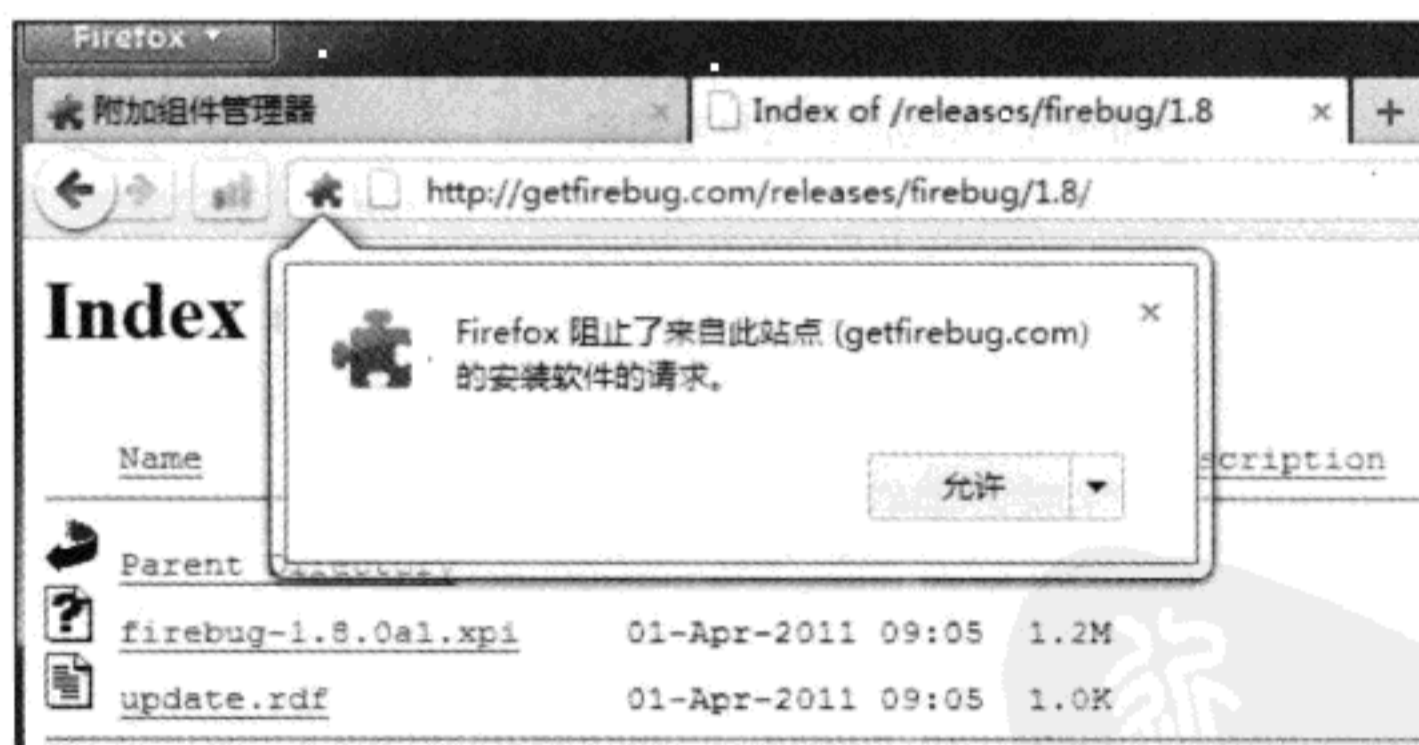 Firefox
附加组件管理器 × Index of /releases/firebug/1.8 × +
http://getfirebug.com/releases/firebug/1.8/
Index
Firefox 阻止了来自此站点 (getfirebug.com) ×
的安装软件的请求。
允许
Name scription
Parent Directory
firebug-1.8.0a1.xpi 01-Apr-2011 09:05 1.2M
update.rdf 01-Apr-2011 09:05 1.0K